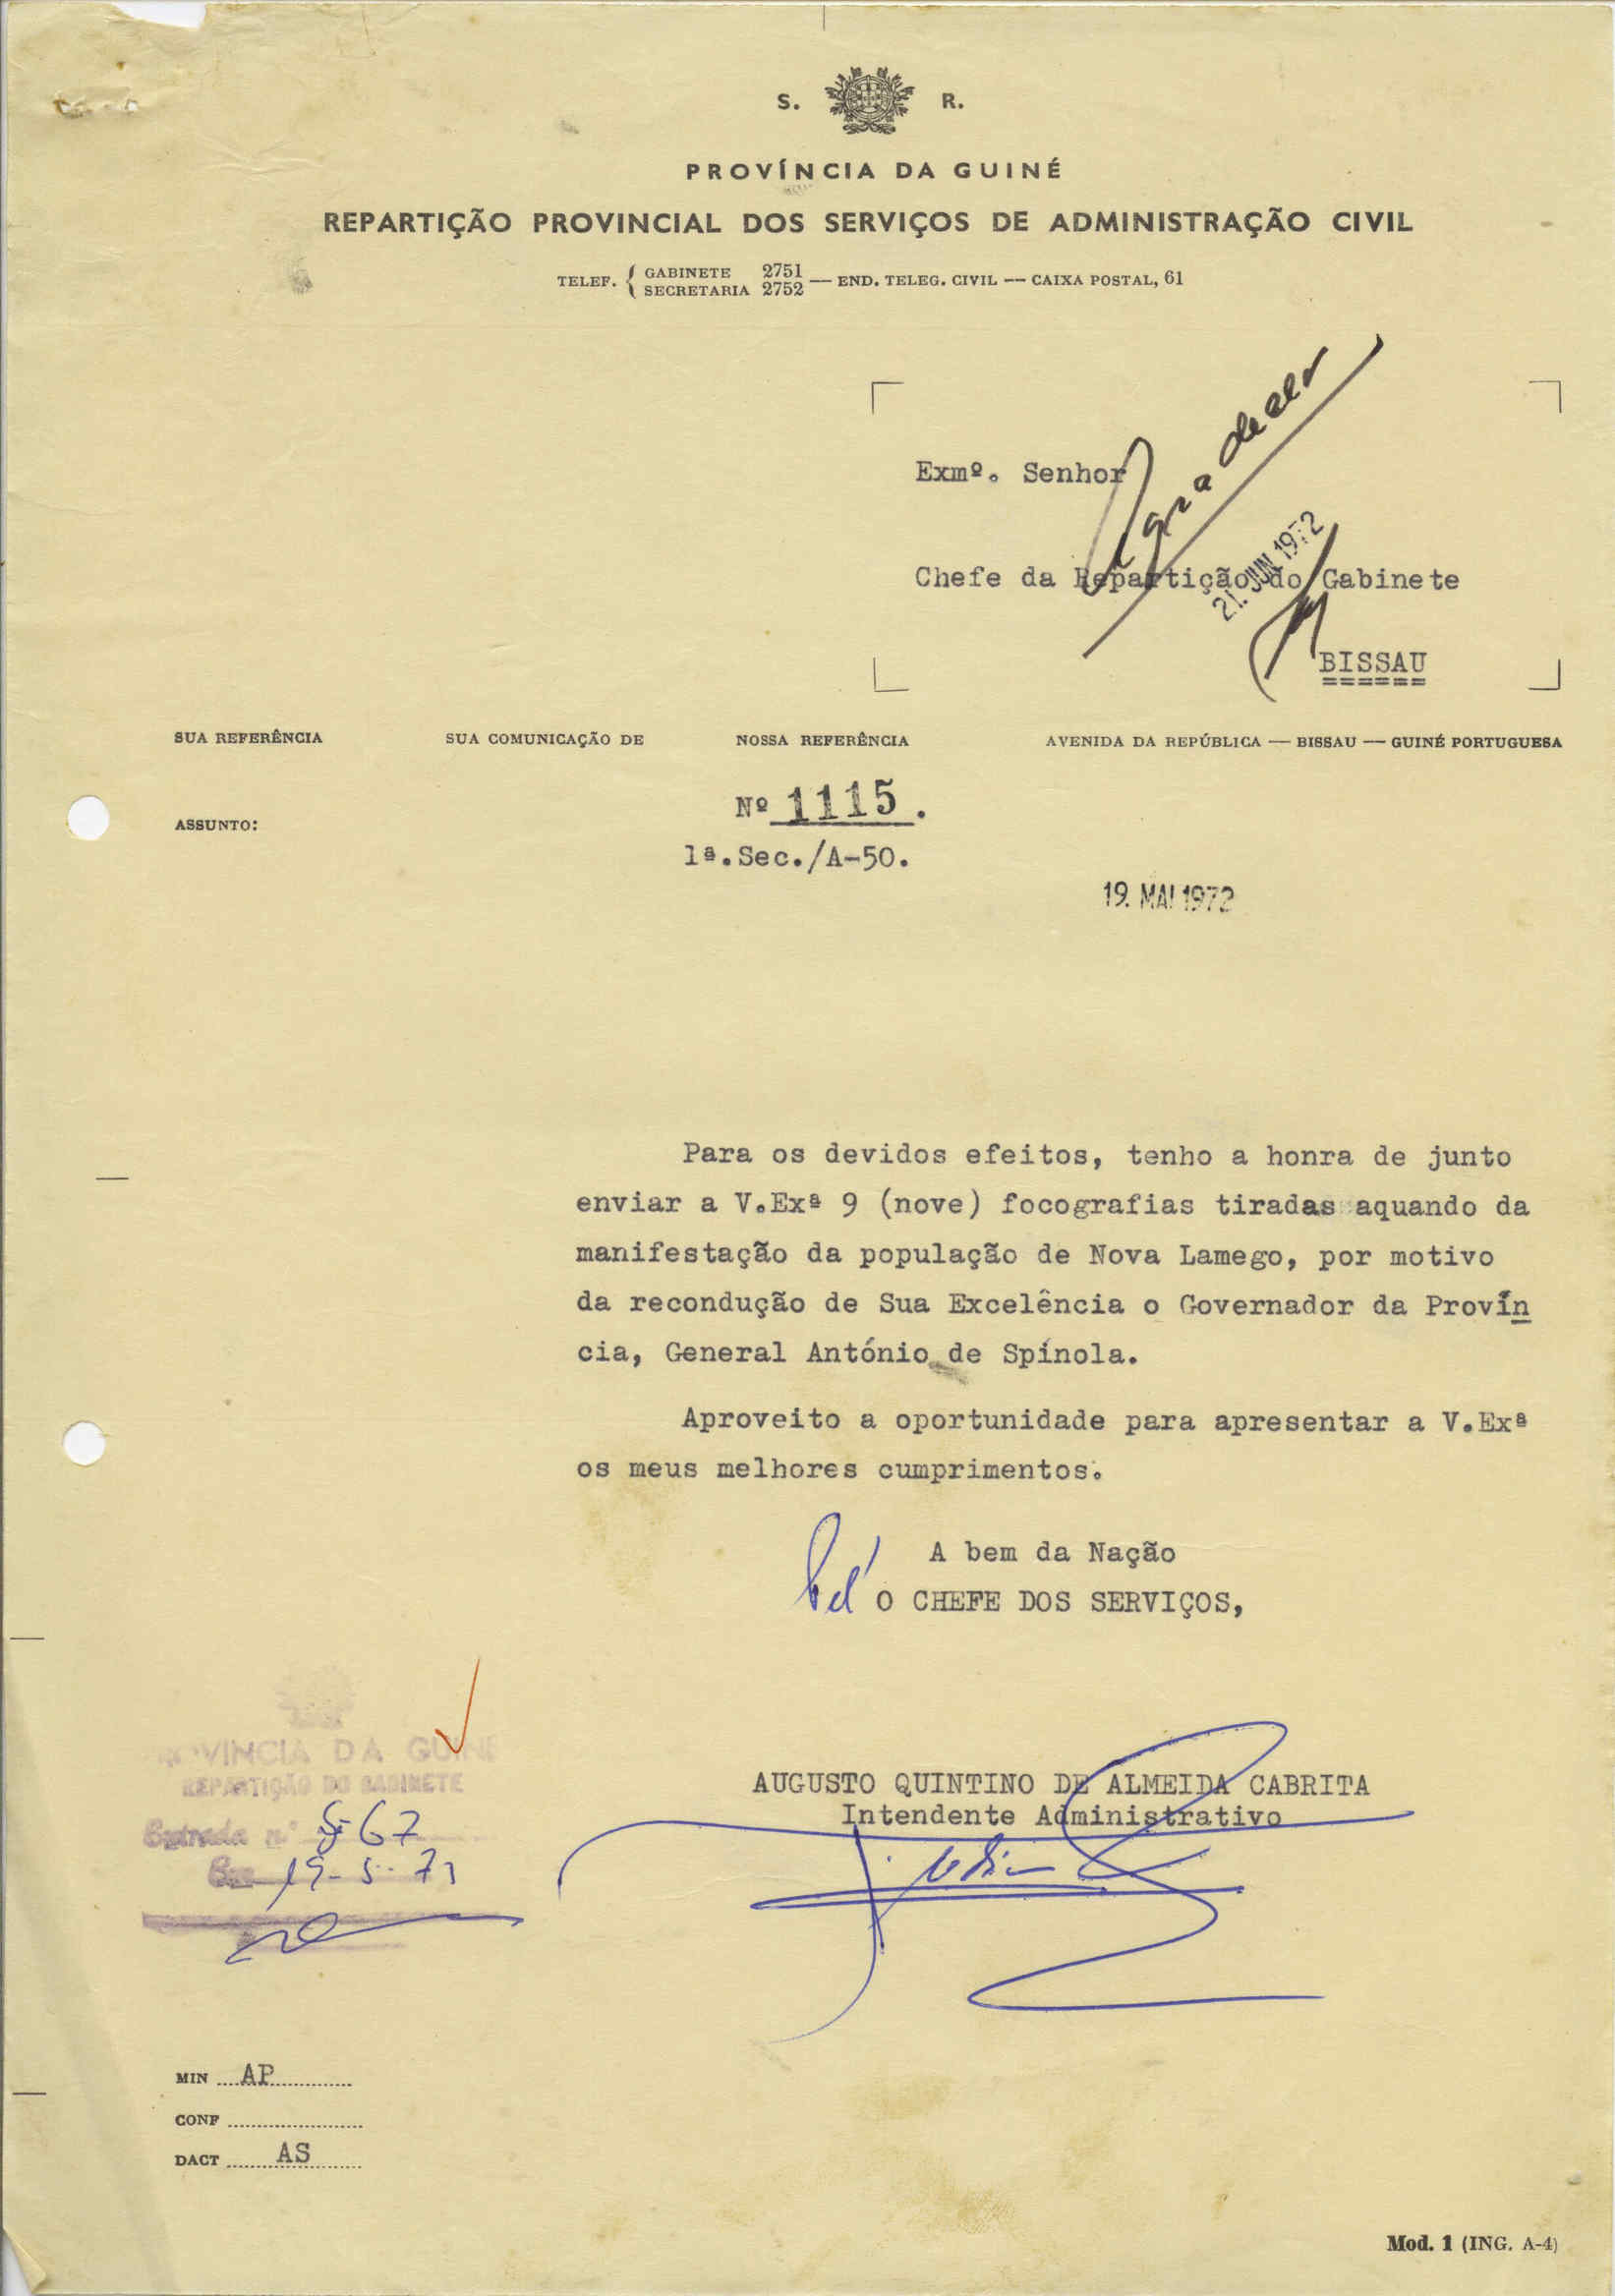 S. R.
PROVÍNCIA DA GUINÉ
REPARTIÇÃO PROVINCIAL DOS SERVIÇOS DE ADMINISTRAÇÃO CIVIL
TELEF. { GABINETE 2751
SECRETARIA 2752 — END. TELEG. CIVIL — CAIXA POSTAL, 61
Agradecer
Exmº. Senhor
21. JUN 1972
Chefe da Repartição do Gabinete
BISSAU
======
SUA REFERÊNCIA SUA COMUNICAÇÃO DE NOSSA REFERÊNCIA AVENIDA DA REPÚBLICA — BISSAU — GUINÉ PORTUGUESA
Nº 1115.
ASSUNTO:
1ª.Sec./A-50.
19. MAI 1972
Para os devidos efeitos, tenho a honra de junto
enviar a V.Exª 9 (nove) focografias tiradas aquando da
manifestação da população de Nova Lamego, por motivo
da recondução de Sua Excelência o Governador da Provín
cia, General António de Spínola.
Aproveito a oportunidade para apresentar a V.Exª
os meus melhores cumprimentos.
A bem da Nação
O CHEFE DOS SERVIÇOS,
PROVINCIA DA GUINÉ
REPARTIÇÃO DO GABINETE
Entrada nº 567
Em 19-5-72
AUGUSTO QUINTINO DE ALMEIDA CABRITA
Intendente Administrativo
MIN AP
CONF
DACT AS
Mod. 1 (ING. A-4)